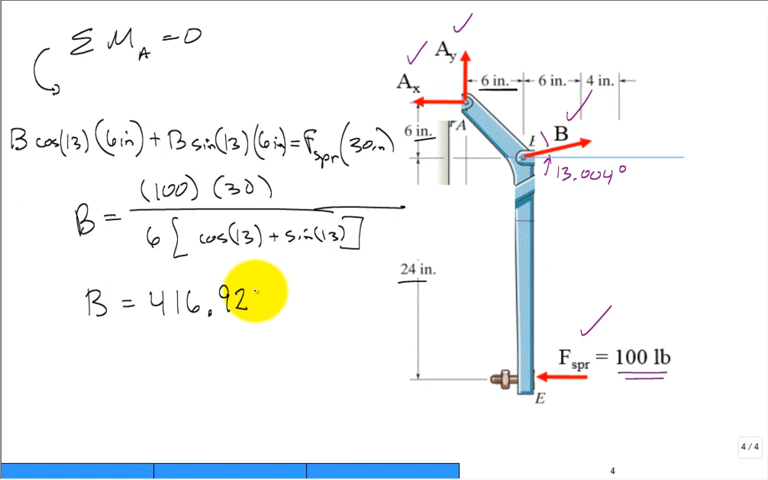 Σ M_A = 0
B cos(13) (6in) + B sin(13) (6in) = F_spr (30in)
B = (100) (30)
6 [ cos(13) + sin(13) ]
B = 416.92
A_y
A_x
6 in. 6 in. 4 in.
A
B
6 in.
13.004°
24 in.
F_spr = 100 lb
E
4 / 4
4